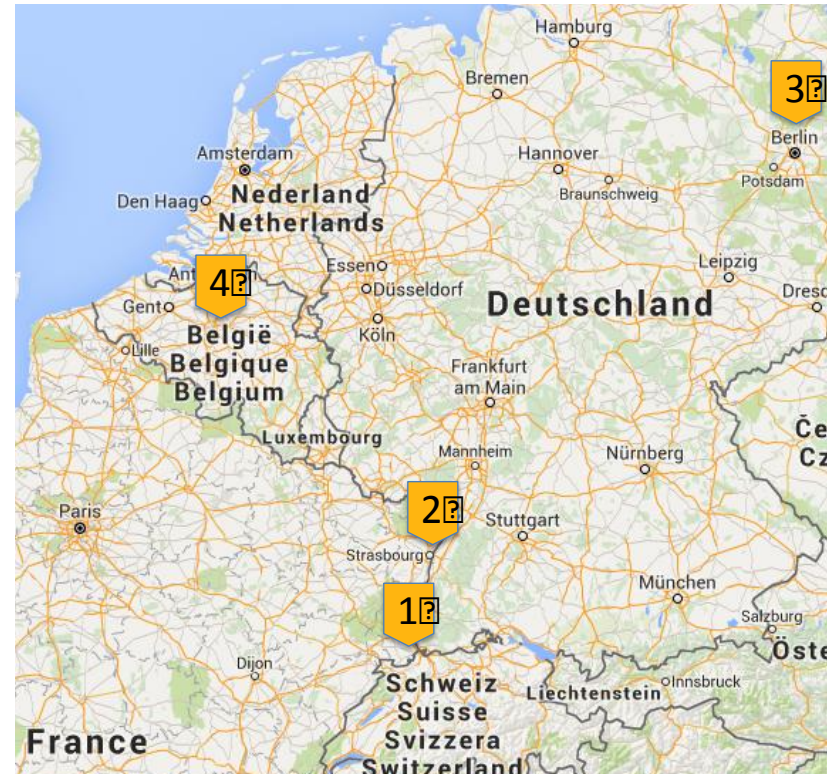 Hamburg
Bremen
3
Berlin
Amsterdam
Hannover
Potsdam
Braunschweig
Den Haag
Nederland
Netherlands
Essen
Leipzig
4
Düsseldorf
Gent
Deutschland
Köln
België
Belgique
Belgium
Lille
Frankfurt
am Main
Luxembourg
Mannheim
Nürnberg
Paris
2
Stuttgart
Strasbourg
München
1
Salzburg
Dijon
Schweiz
Suisse
Svizzera
Switzerland
Liechtenstein
Innsbruck
Öste
France
Dresd
Če
Cz